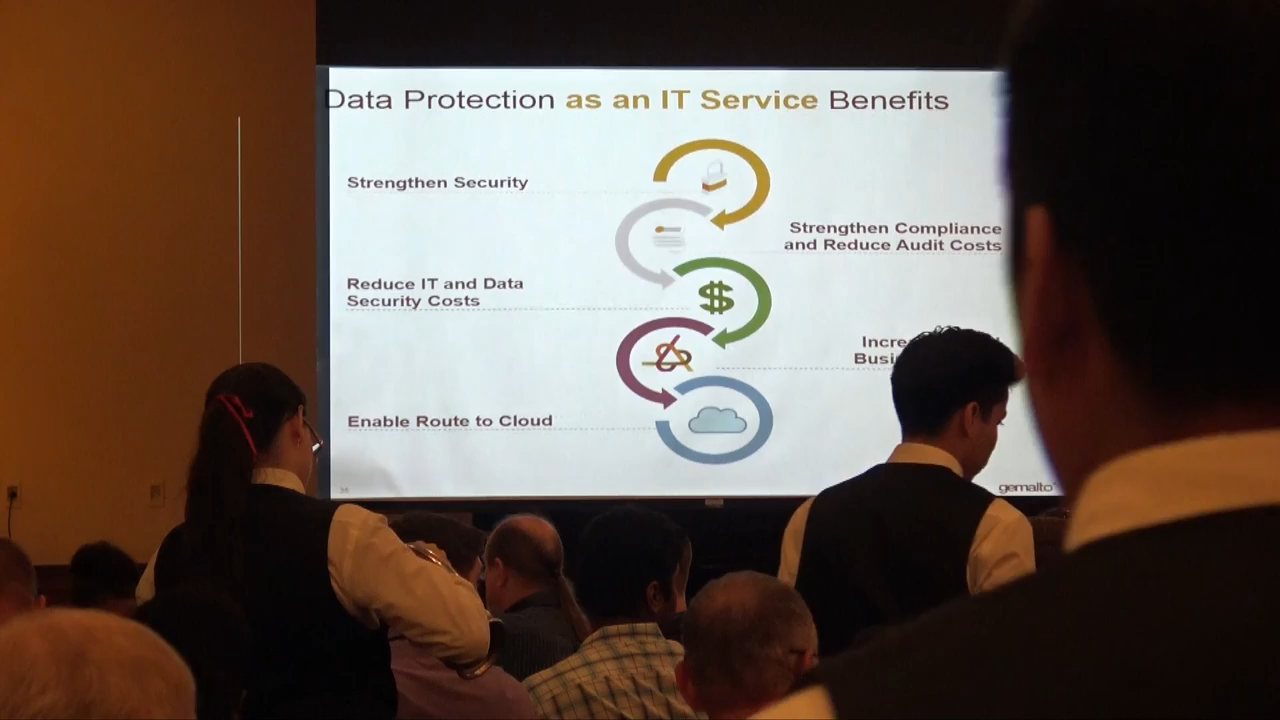 Data Protection as an IT Service Benefits
Strengthen Security
Strengthen Compliance
and Reduce Audit Costs
Reduce IT and Data
Security Costs
Enable Route to Cloud
gemalto